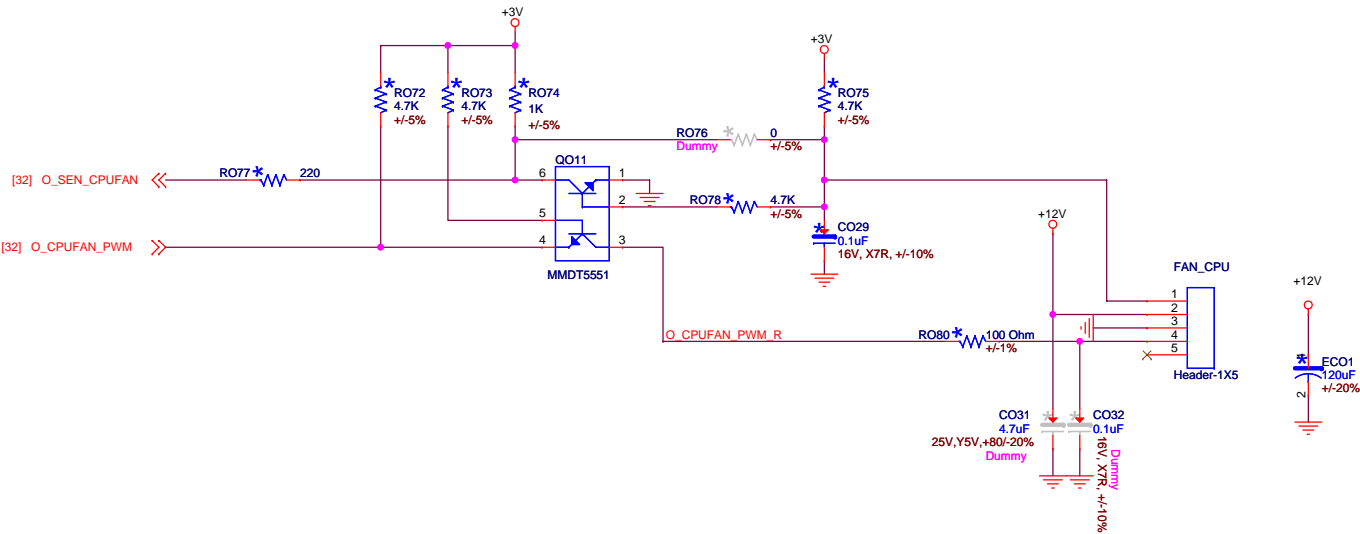 +3V
+3V
RO72
4.7K
+/-5%
RO73
4.7K
+/-5%
RO74
1K
+/-5%
RO75
4.7K
+/-5%
RO76
Dummy
0
+/-5%
[32] O_SEN_CPUFAN
RO77
220
QO11
6
1
2
5
4
3
MMDT5551
RO78
4.7K
+/-5%
[32] O_CPUFAN_PWM
CO29
0.1uF
16V, X7R, +/-10%
+12V
FAN_CPU
1
2
3
4
5
Header-1X5
O_CPUFAN_PWM_R
RO80
100 Ohm
+/-1%
+12V
1
ECO1
120uF
+/-20%
2
CO31
4.7uF
25V,Y5V,+80/-20%
Dummy
CO32
0.1uF
16V, X7R, +/-10%
Dummy